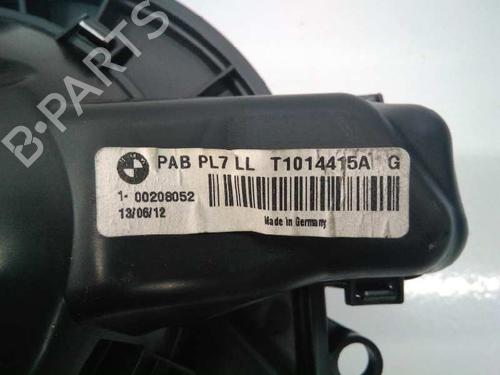 B-PARTS
PAB PL7 LL T1014415A G
1- 00208052
13/06/12
Made in Germany